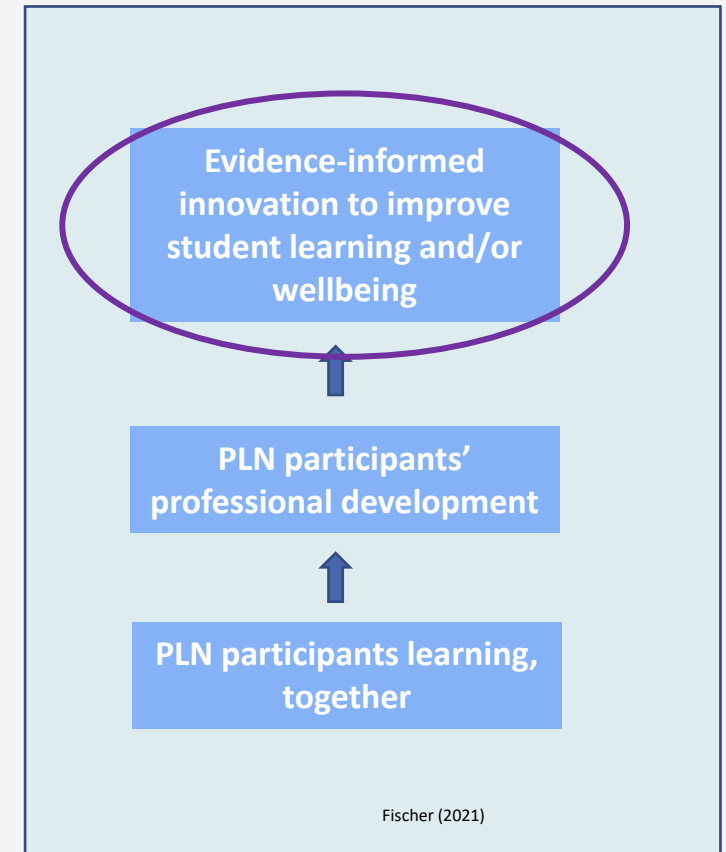 Evidence-informed
innovation to improve
student learning and/or
wellbeing
PLN participants’
professional development
PLN participants learning,
together
Fischer (2021)